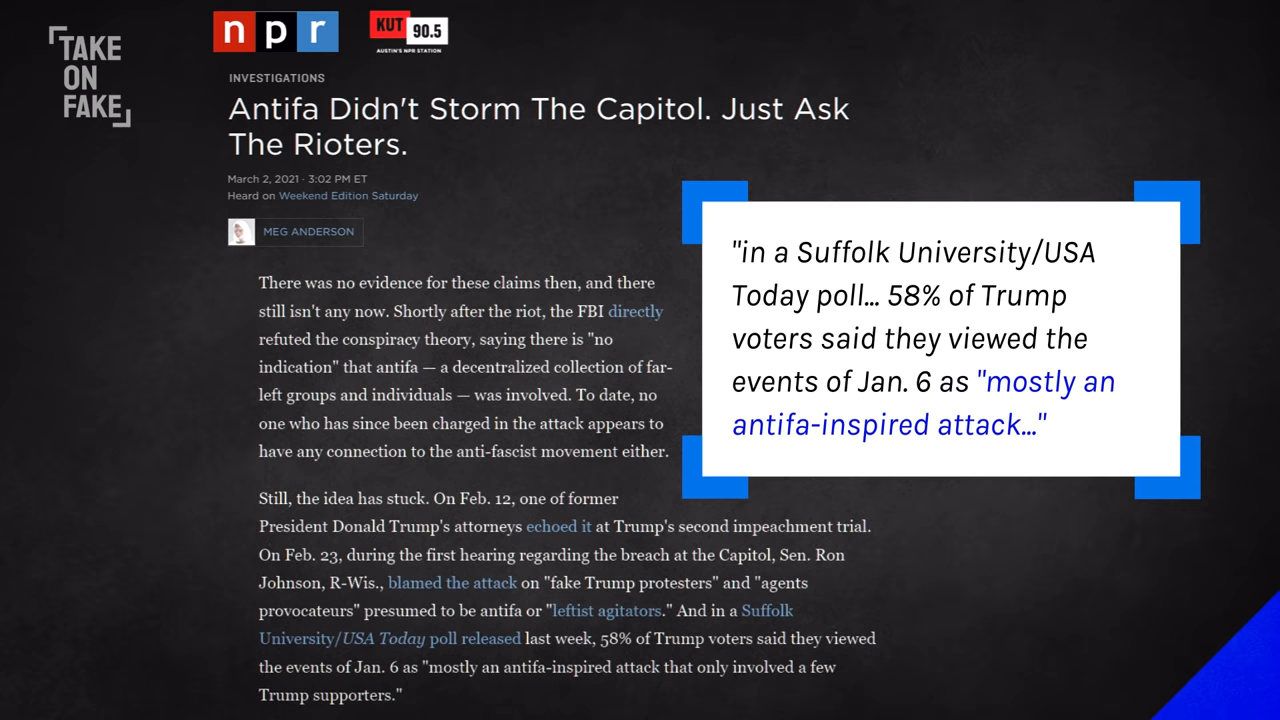 TAKE
ON
FAKE
npr
KUT 90.5
AUSTIN'S NPR STATION
INVESTIGATIONS
Antifa Didn't Storm The Capitol. Just Ask
The Rioters.
March 2, 2021 · 3:02 PM ET
Heard on Weekend Edition Saturday
MEG ANDERSON
There was no evidence for these claims then, and there
still isn't any now. Shortly after the riot, the FBI directly
refuted the conspiracy theory, saying there is "no
indication" that antifa — a decentralized collection of far-
left groups and individuals — was involved. To date, no
one who has since been charged in the attack appears to
have any connection to the anti-fascist movement either.
Still, the idea has stuck. On Feb. 12, one of former
President Donald Trump's attorneys echoed it at Trump's second impeachment trial.
On Feb. 23, during the first hearing regarding the breach at the Capitol, Sen. Ron
Johnson, R-Wis., blamed the attack on "fake Trump protesters" and "agents
provocateurs" presumed to be antifa or "leftist agitators." And in a Suffolk
University/USA Today poll released last week, 58% of Trump voters said they viewed
the events of Jan. 6 as "mostly an antifa-inspired attack that only involved a few
Trump supporters."
"in a Suffolk University/USA
Today poll... 58% of Trump
voters said they viewed the
events of Jan. 6 as "mostly an
antifa-inspired attack..."